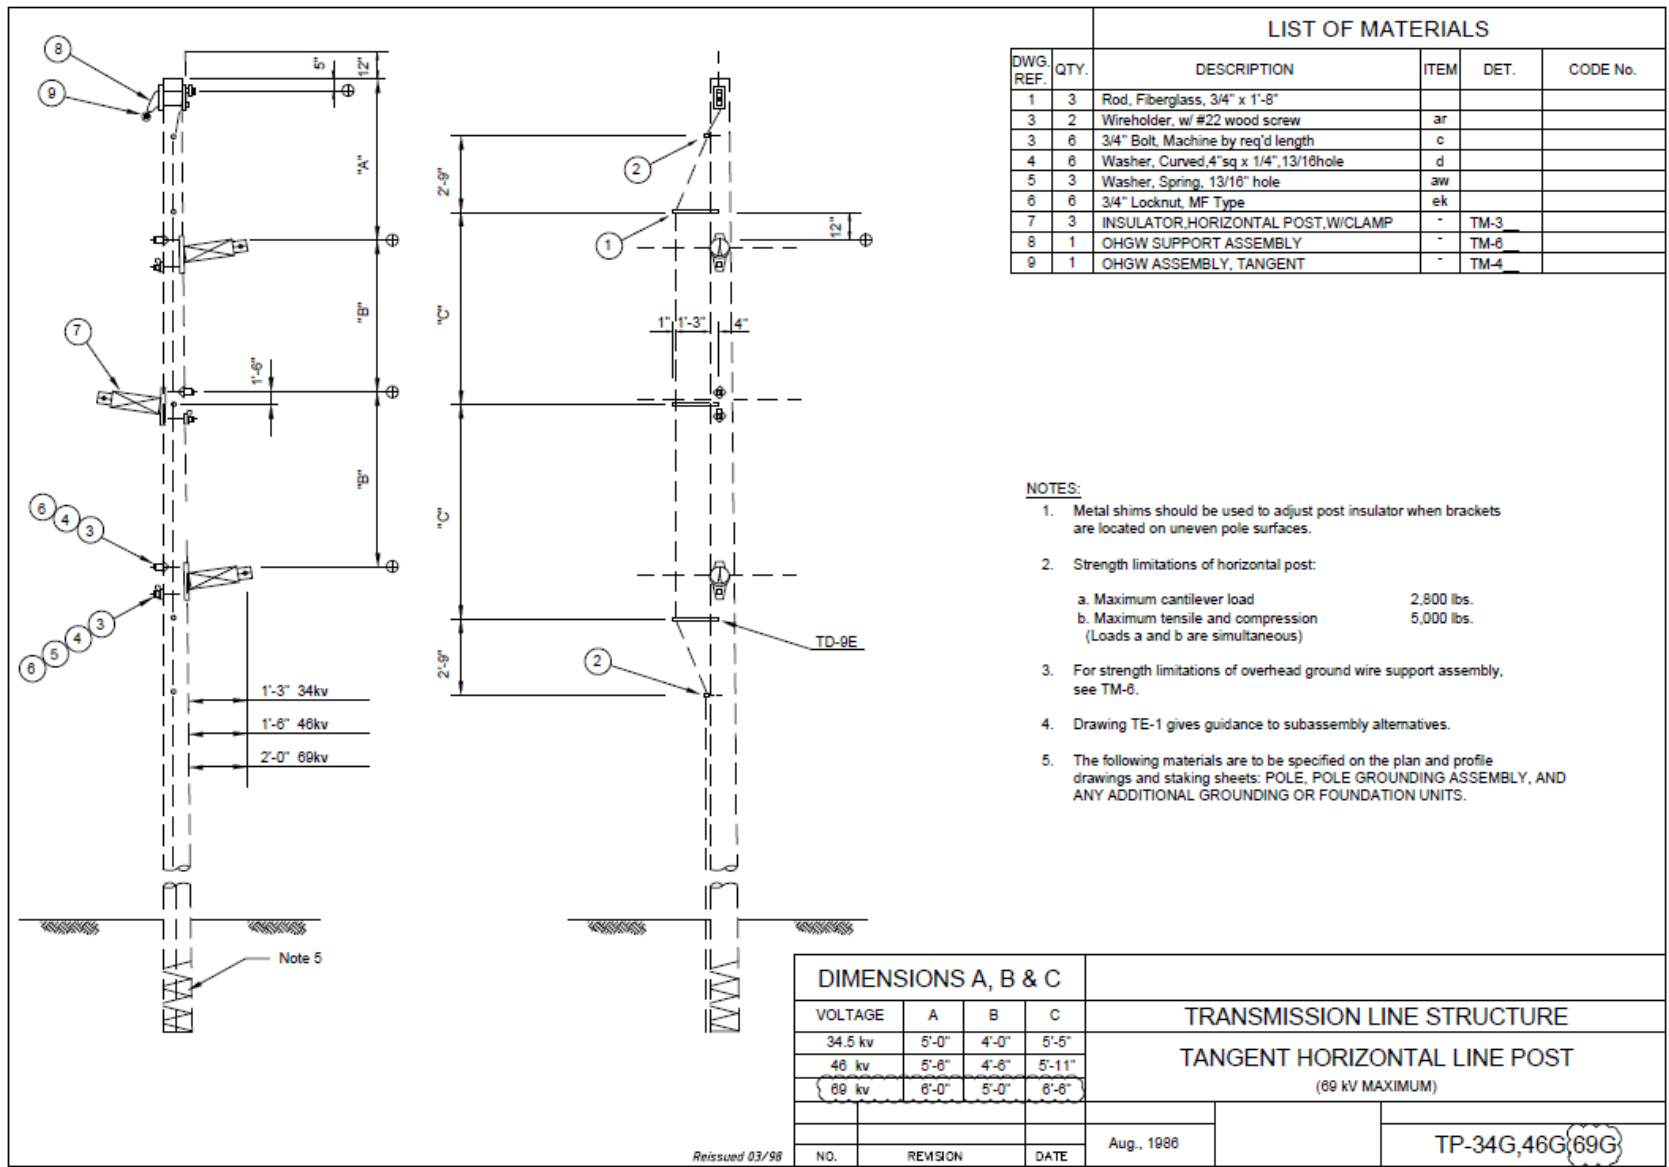 LIST OF MATERIALS
DWG. REF. QTY. DESCRIPTION ITEM DET. CODE No.
1 3 Rod, Fiberglass, 3/4" x 1'-8"
3 2 Wireholder, w/ #22 wood screw ar
3 6 3/4" Bolt, Machine by req'd length c
4 6 Washer, Curved,4"sq x 1/4",13/16hole d
5 3 Washer, Spring, 13/16" hole aw
6 6 3/4" Locknut, MF Type ek
7 3 INSULATOR,HORIZONTAL POST,W/CLAMP - TM-3__
8 1 OHGW SUPPORT ASSEMBLY - TM-6__
9 1 OHGW ASSEMBLY, TANGENT - TM-4__
8
9
5"
12"
"A"
"B"
7
1'-6"
"B"
6 4 3
6 5 4 3
1'-3" 34kv
1'-6" 46kv
2'-0" 69kv
Note 5
2
2'-9"
1
12"
"C"
1" 1'-3" 4"
"C"
TD-9E
2
2'-9"
NOTES:
1. Metal shims should be used to adjust post insulator when brackets
are located on uneven pole surfaces.
2. Strength limitations of horizontal post:
a. Maximum cantilever load 2,800 lbs.
b. Maximum tensile and compression 5,000 lbs.
(Loads a and b are simultaneous)
3. For strength limitations of overhead ground wire support assembly,
see TM-6.
4. Drawing TE-1 gives guidance to subassembly alternatives.
5. The following materials are to be specified on the plan and profile
drawings and staking sheets: POLE, POLE GROUNDING ASSEMBLY, AND
ANY ADDITIONAL GROUNDING OR FOUNDATION UNITS.
DIMENSIONS A, B & C
VOLTAGE A B C
34.5 kv 5'-0" 4'-0" 5'-5"
46 kv 5'-6" 4'-6" 5'-11"
69 kv 6'-0" 5'-0" 6'-6"
NO. REVISION DATE
Reissued 03/98
TRANSMISSION LINE STRUCTURE
TANGENT HORIZONTAL LINE POST
(69 kV MAXIMUM)
Aug., 1986
TP-34G,46G,69G